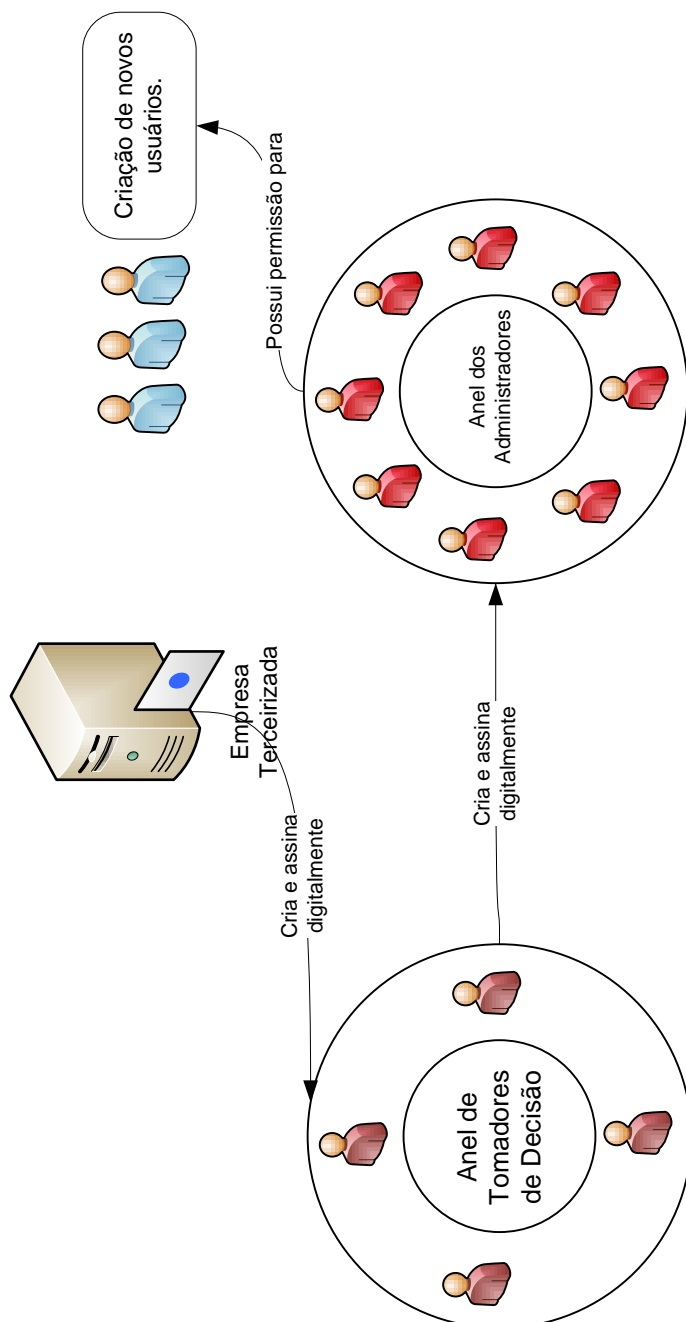 Criação de novos
usuários.
Possui permissão para
Anel dos
Administradores
Empresa
Terceirizada
Cria e assina
digitalmente
Cria e assina
digitalmente
Anel de
Tomadores
de Decisão